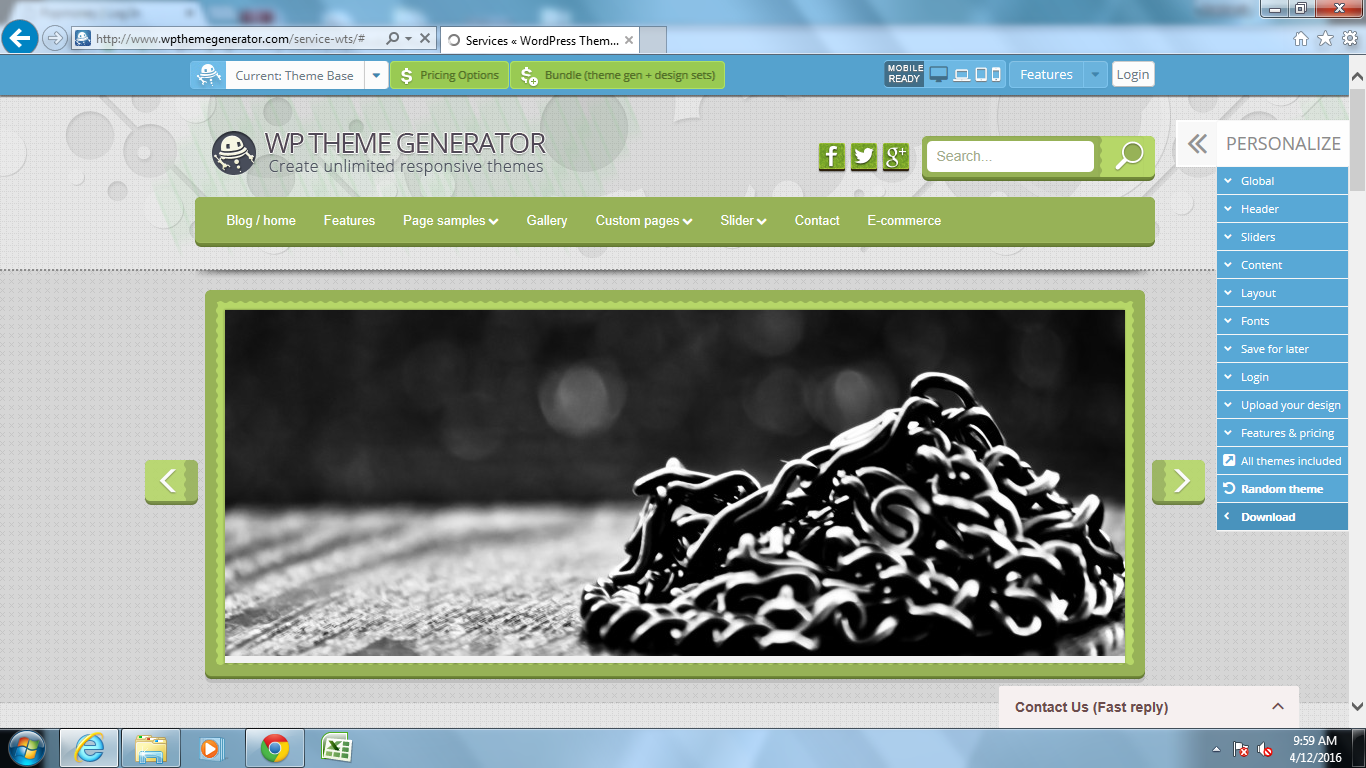 http://www.wpthemegenerator.com/service-wts/#
Services « WordPress Them...
Current: Theme Base
$ Pricing Options
$ Bundle (theme gen + design sets)
MOBILE
READY
Features
Login
WP THEME GENERATOR
Create unlimited responsive themes
f
g+
Search...
PERSONALIZE
Blog / home
Features
Page samples
Gallery
Custom pages
Slider
Contact
E-commerce
Global
Header
Sliders
Content
Layout
Fonts
Save for later
Login
Upload your design
Features & pricing
All themes included
Random theme
Download
Contact Us (Fast reply)
9:59 AM
4/12/2016